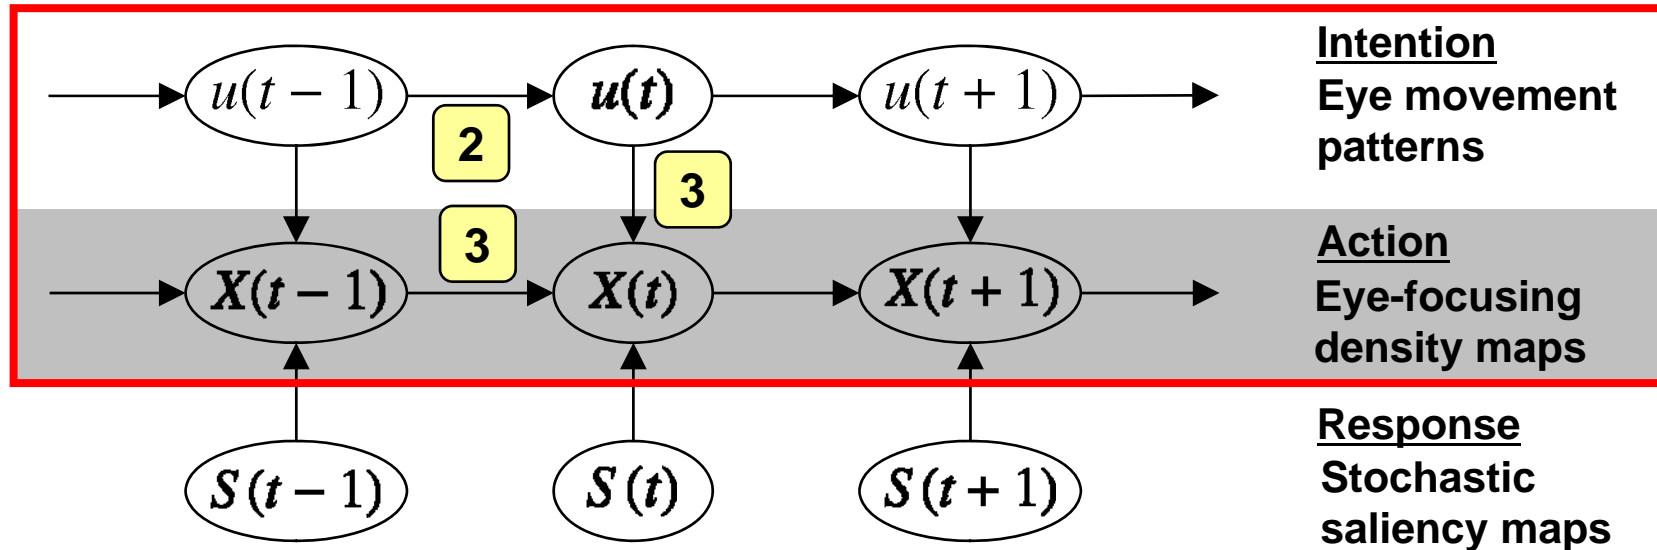 u(t − 1) u(t) u(t + 1)
Intention
Eye movement
patterns
2
3
3
X(t − 1) X(t) X(t + 1)
Action
Eye-focusing
density maps
S(t − 1) S(t) S(t + 1)
Response
Stochastic
saliency maps